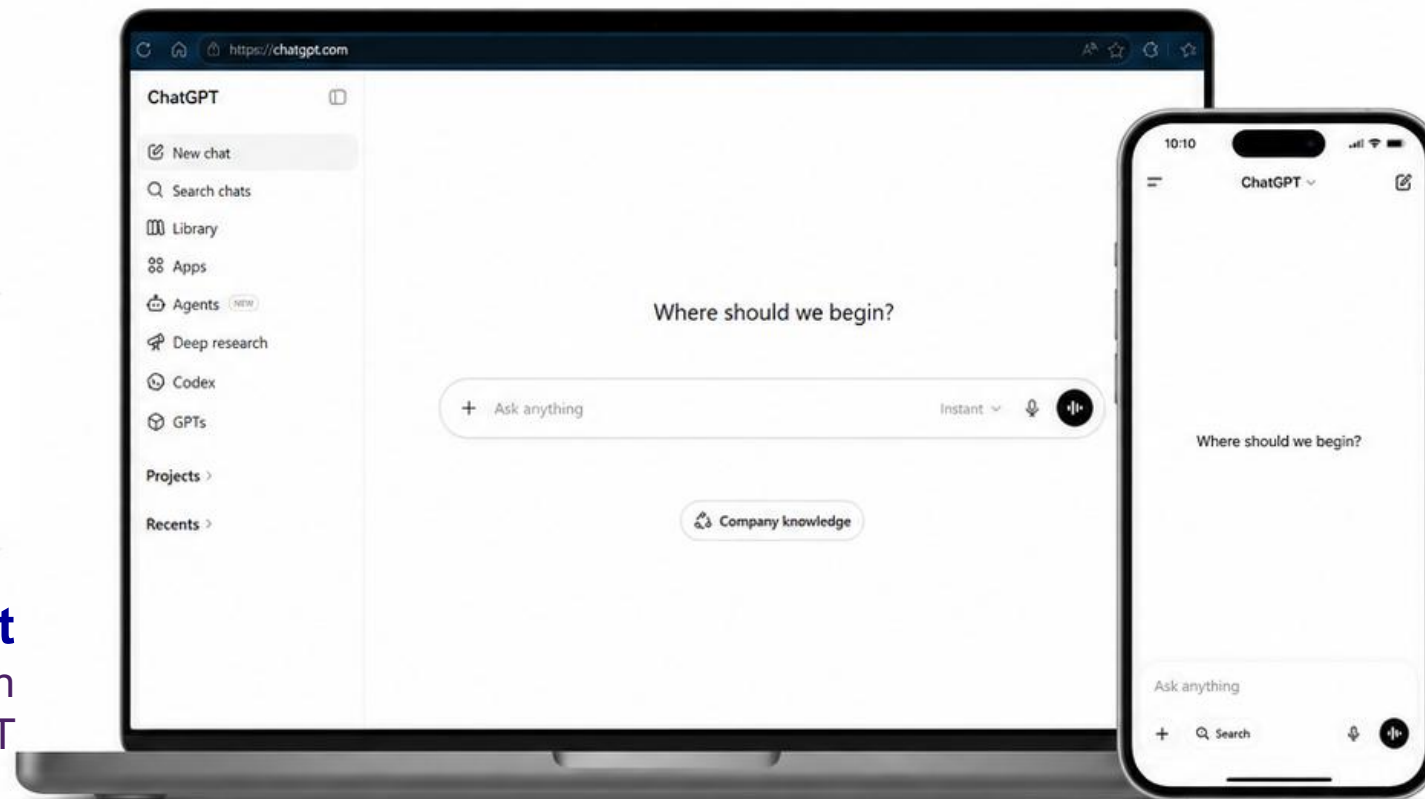 https://chatgpt.com
ChatGPT
New chat
Search chats
Library
Apps
Agents NEW
Deep research
Codex
GPTs
Projects >
Recents >
Where should we begin?
+ Ask anything Instant
Company knowledge
10:10
ChatGPT
Where should we begin?
Ask anything
+ Search
t
n
T